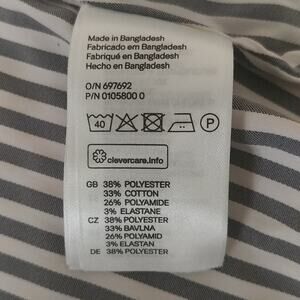 Made in Bangladesh
Fabricado em Bangladesh
Fabriqué en Bangladesh
Hecho en Bangladesh
O/N 697692
P/N 0105800 0
40 P
clevercare.info
GB 38% POLYESTER
33% COTTON
26% POLYAMIDE
3% ELASTANE
CZ 38% POLYESTER
33% BAVLNA
26% POLYAMID
3% ELASTAN
DE 38% POLYESTER